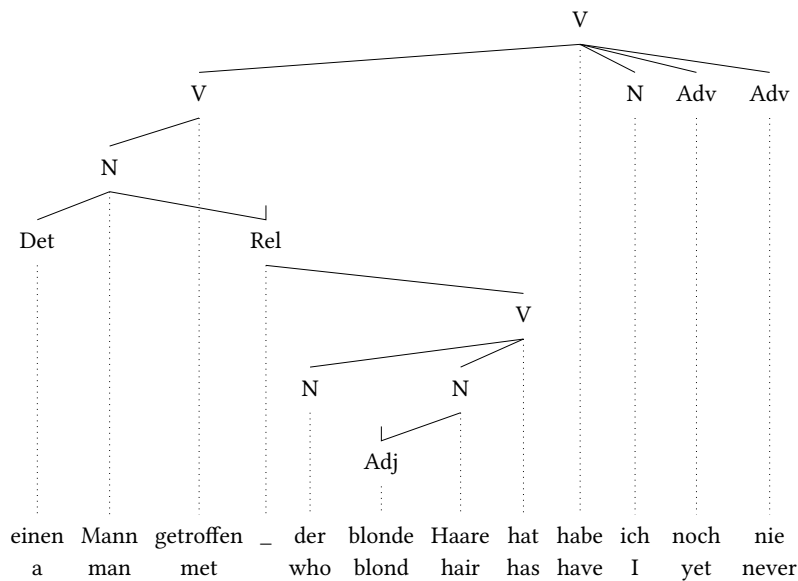 V
V N Adv Adv
N
Det Rel
V
N N
Adj
einen Mann getroffen _ der blonde Haare hat habe ich noch nie
a man met who blond hair has have I yet never